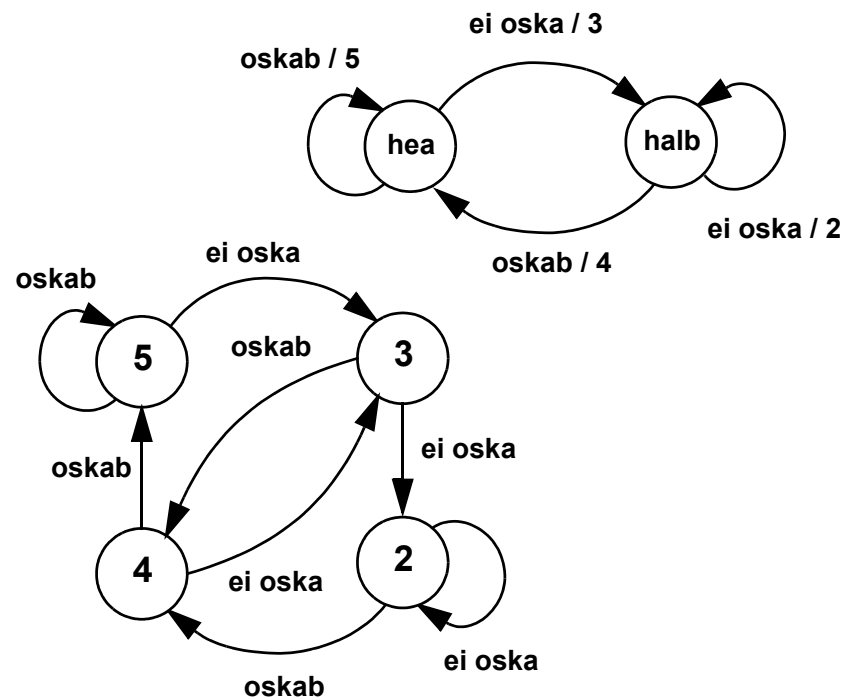 ei oska / 3
oskab / 5
hea
halb
ei oska / 2
oskab / 4
ei oska
oskab
oskab
5
3
ei oska
oskab
4
2
ei oska
ei oska
oskab